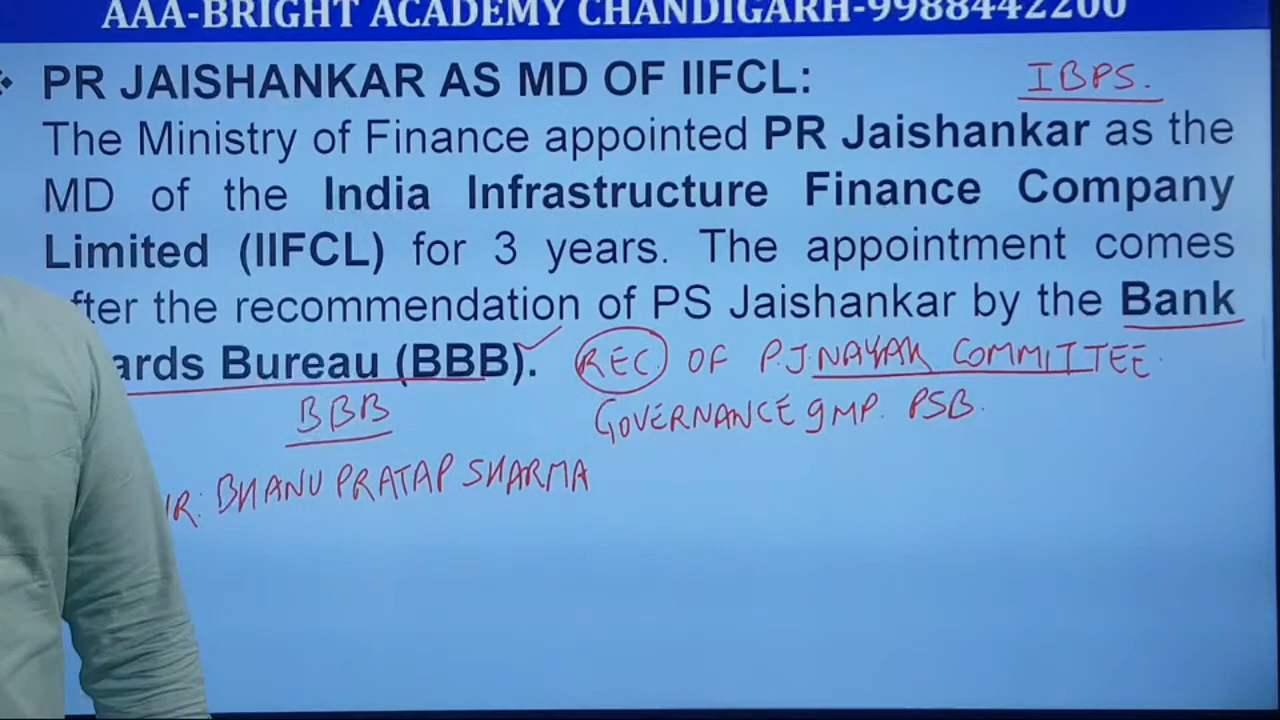 AAA-BRIGHT ACADEMY CHANDIGARH-9988442200
PR JAISHANKAR AS MD OF IIFCL:
IBPS.
The Ministry of Finance appointed PR Jaishankar as the
MD of the India Infrastructure Finance Company
Limited (IIFCL) for 3 years. The appointment comes
fter the recommendation of PS Jaishankar by the Bank
ards Bureau (BBB). REC. OF P.J.NAYAK COMMITTEE.
BBB GOVERNANCE gMP. PSB.
IR: BHANU PRATAP SHARMA